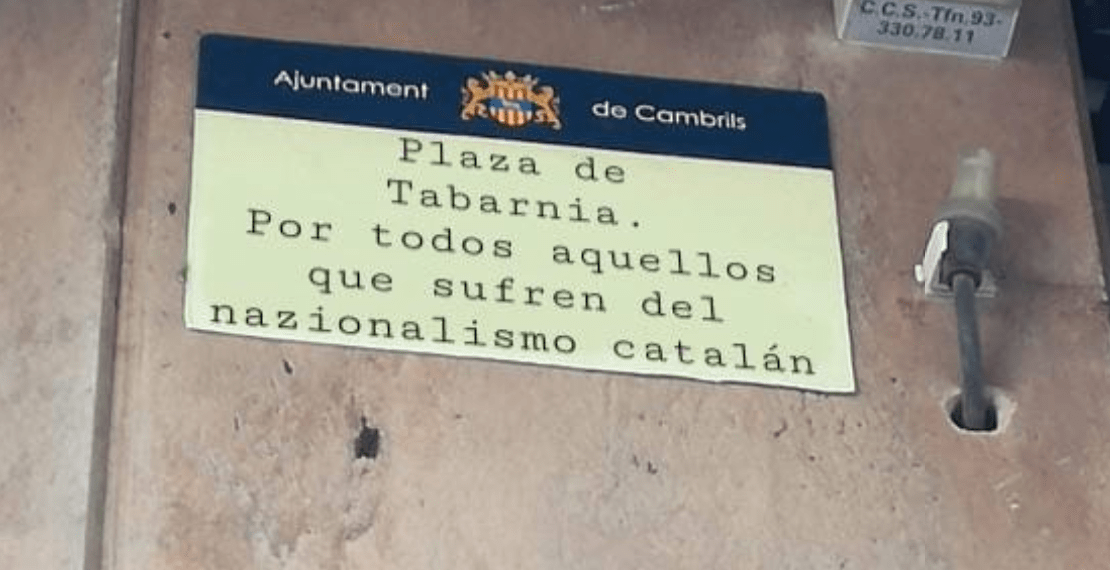 C.C.S.-Tfn.93-
330.78.11
Ajuntament de Cambrils
Plaza de
Tabarnia.
Por todos aquellos
que sufren del
nazionalismo catalán